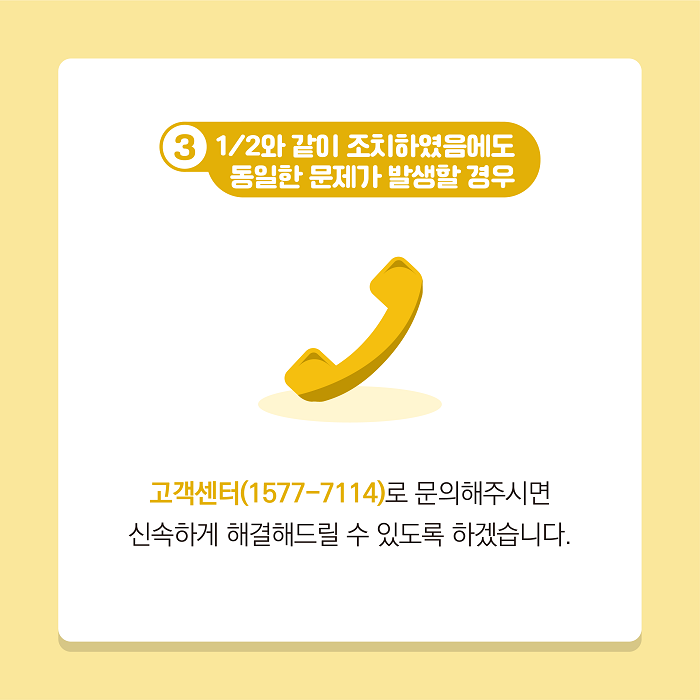 3 1/2와 같이 조치하였음에도
동일한 문제가 발생할 경우
고객센터(1577-7114)로 문의해주시면
신속하게 해결해드릴 수 있도록 하겠습니다.